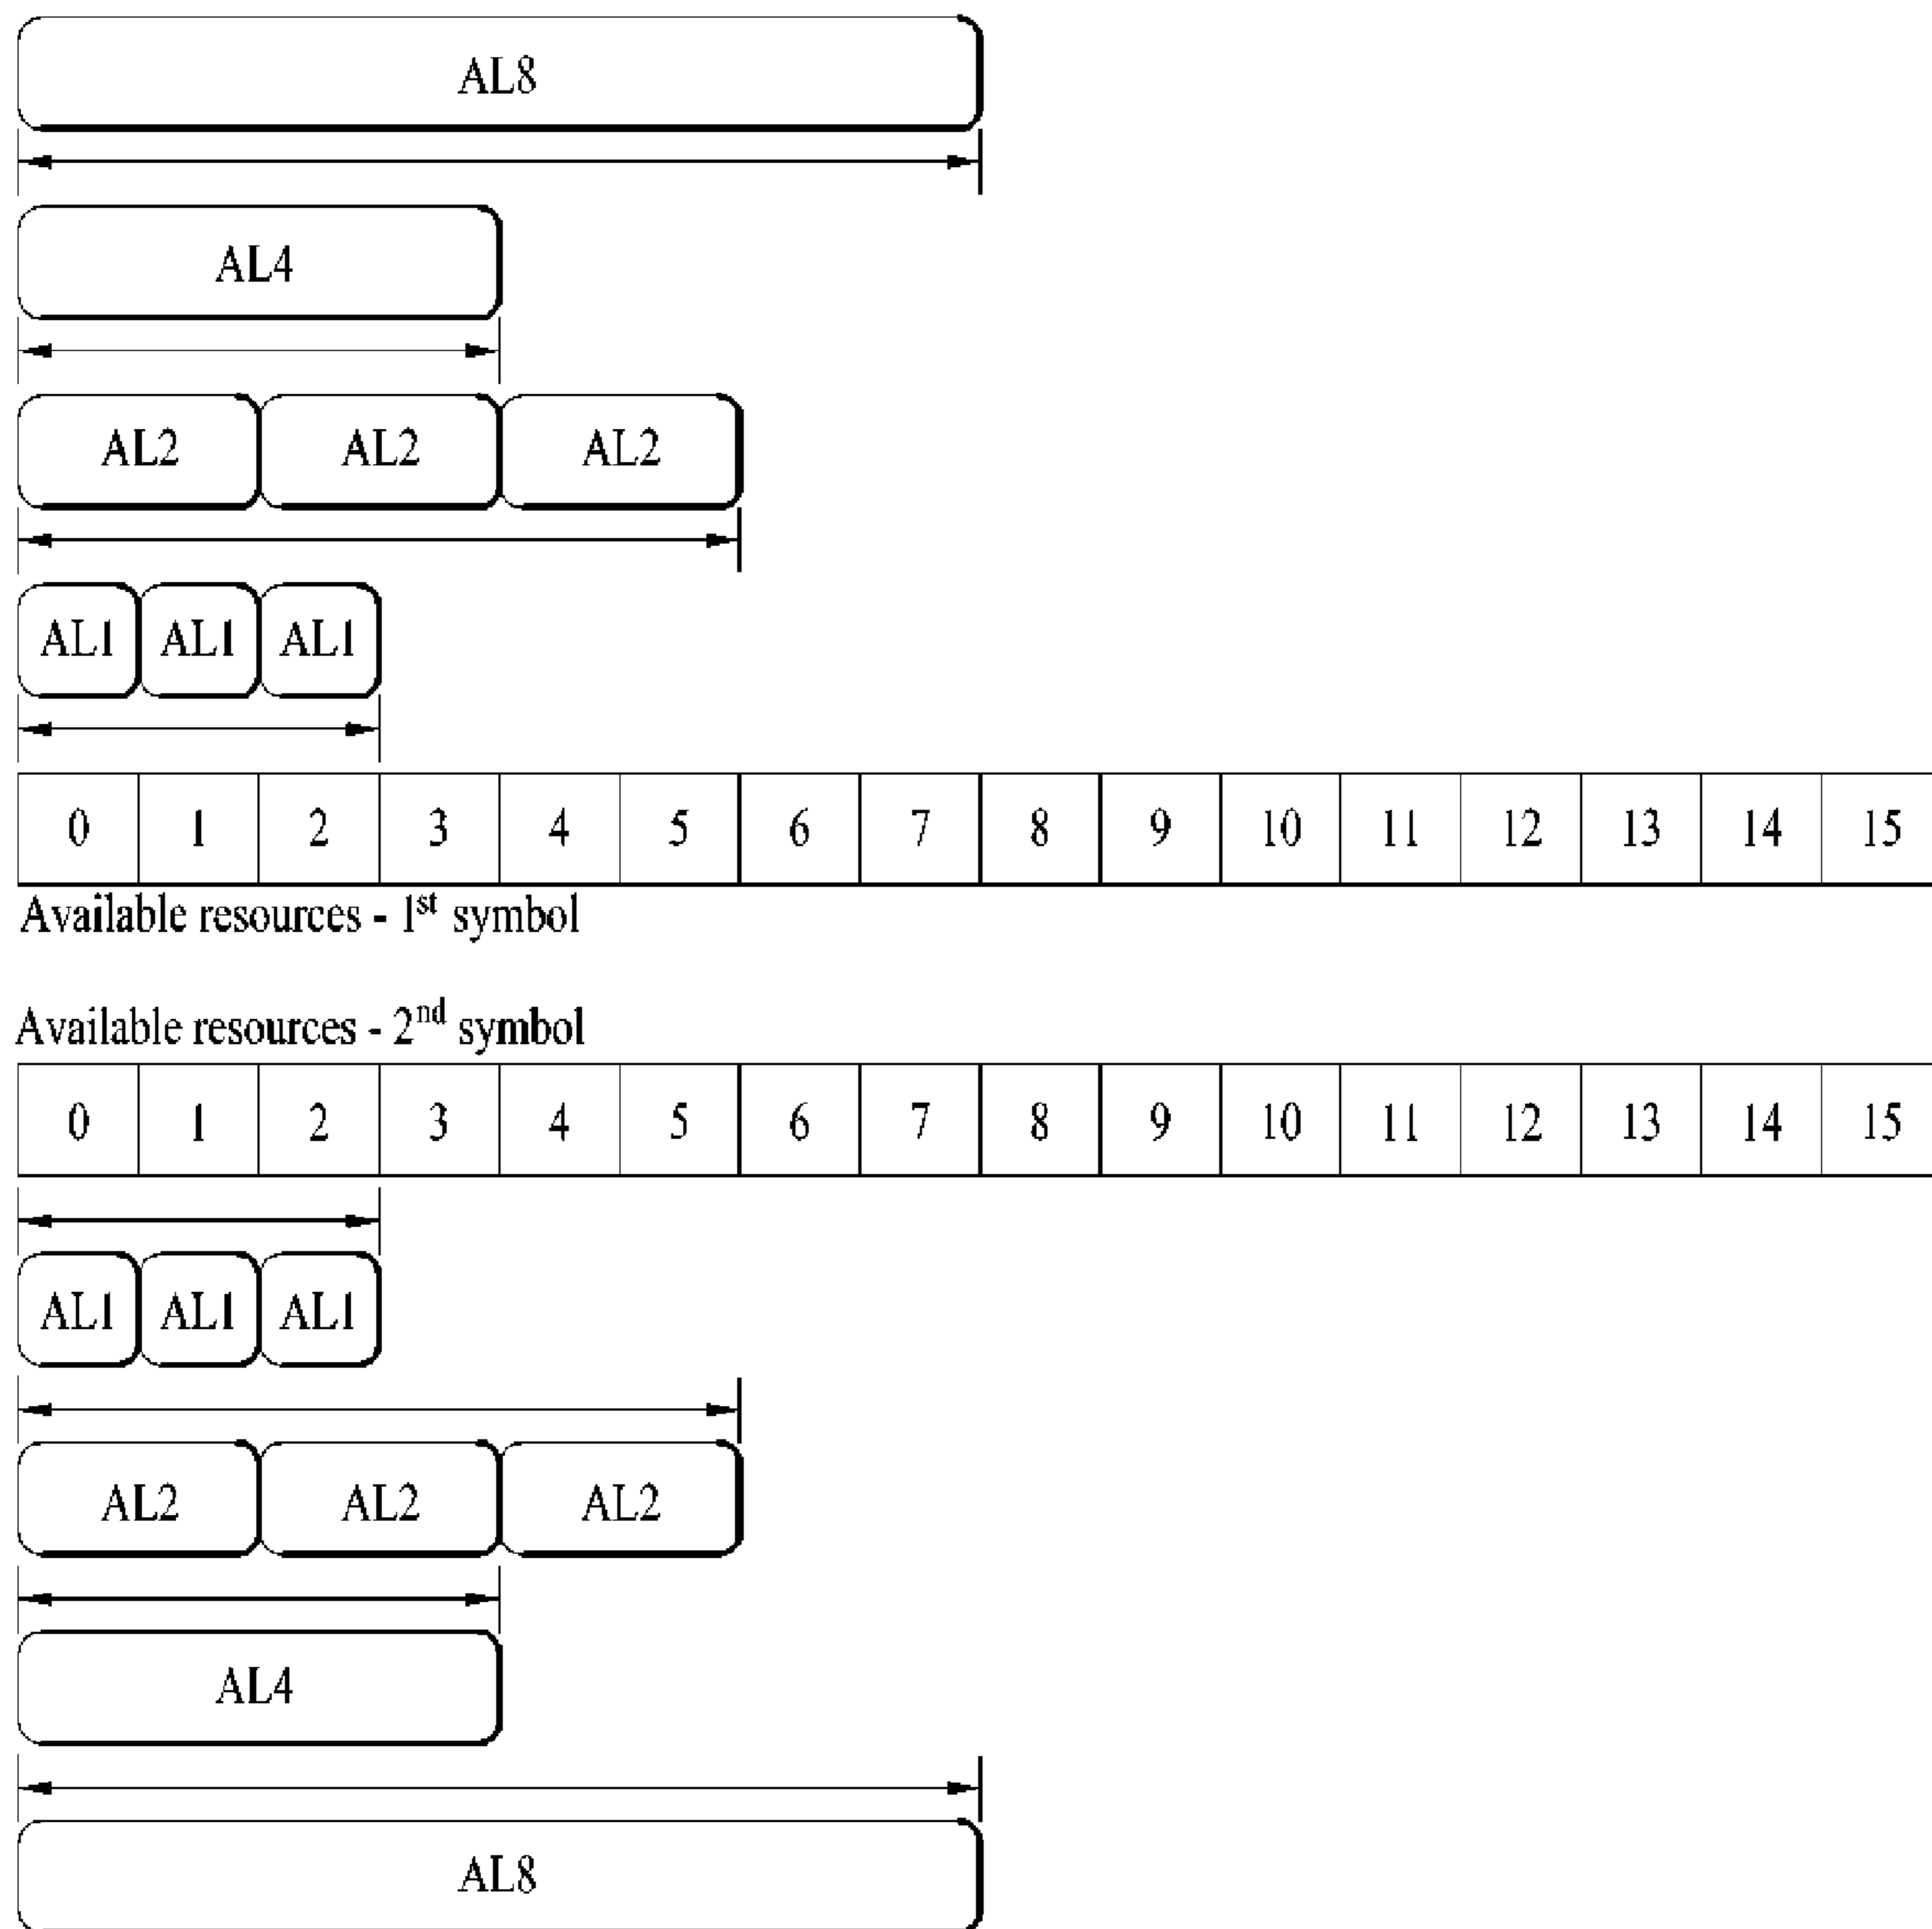 AL8
AL4
AL2 AL2 AL2
AL1 AL1 AL1
0 1 2 3 4 5 6 7 8 9 10 11 12 13 14 15
Available resources - 1st symbol
Available resources - 2nd symbol
0 1 2 3 4 5 6 7 8 9 10 11 12 13 14 15
AL1 AL1 AL1
AL2 AL2 AL2
AL4
AL8